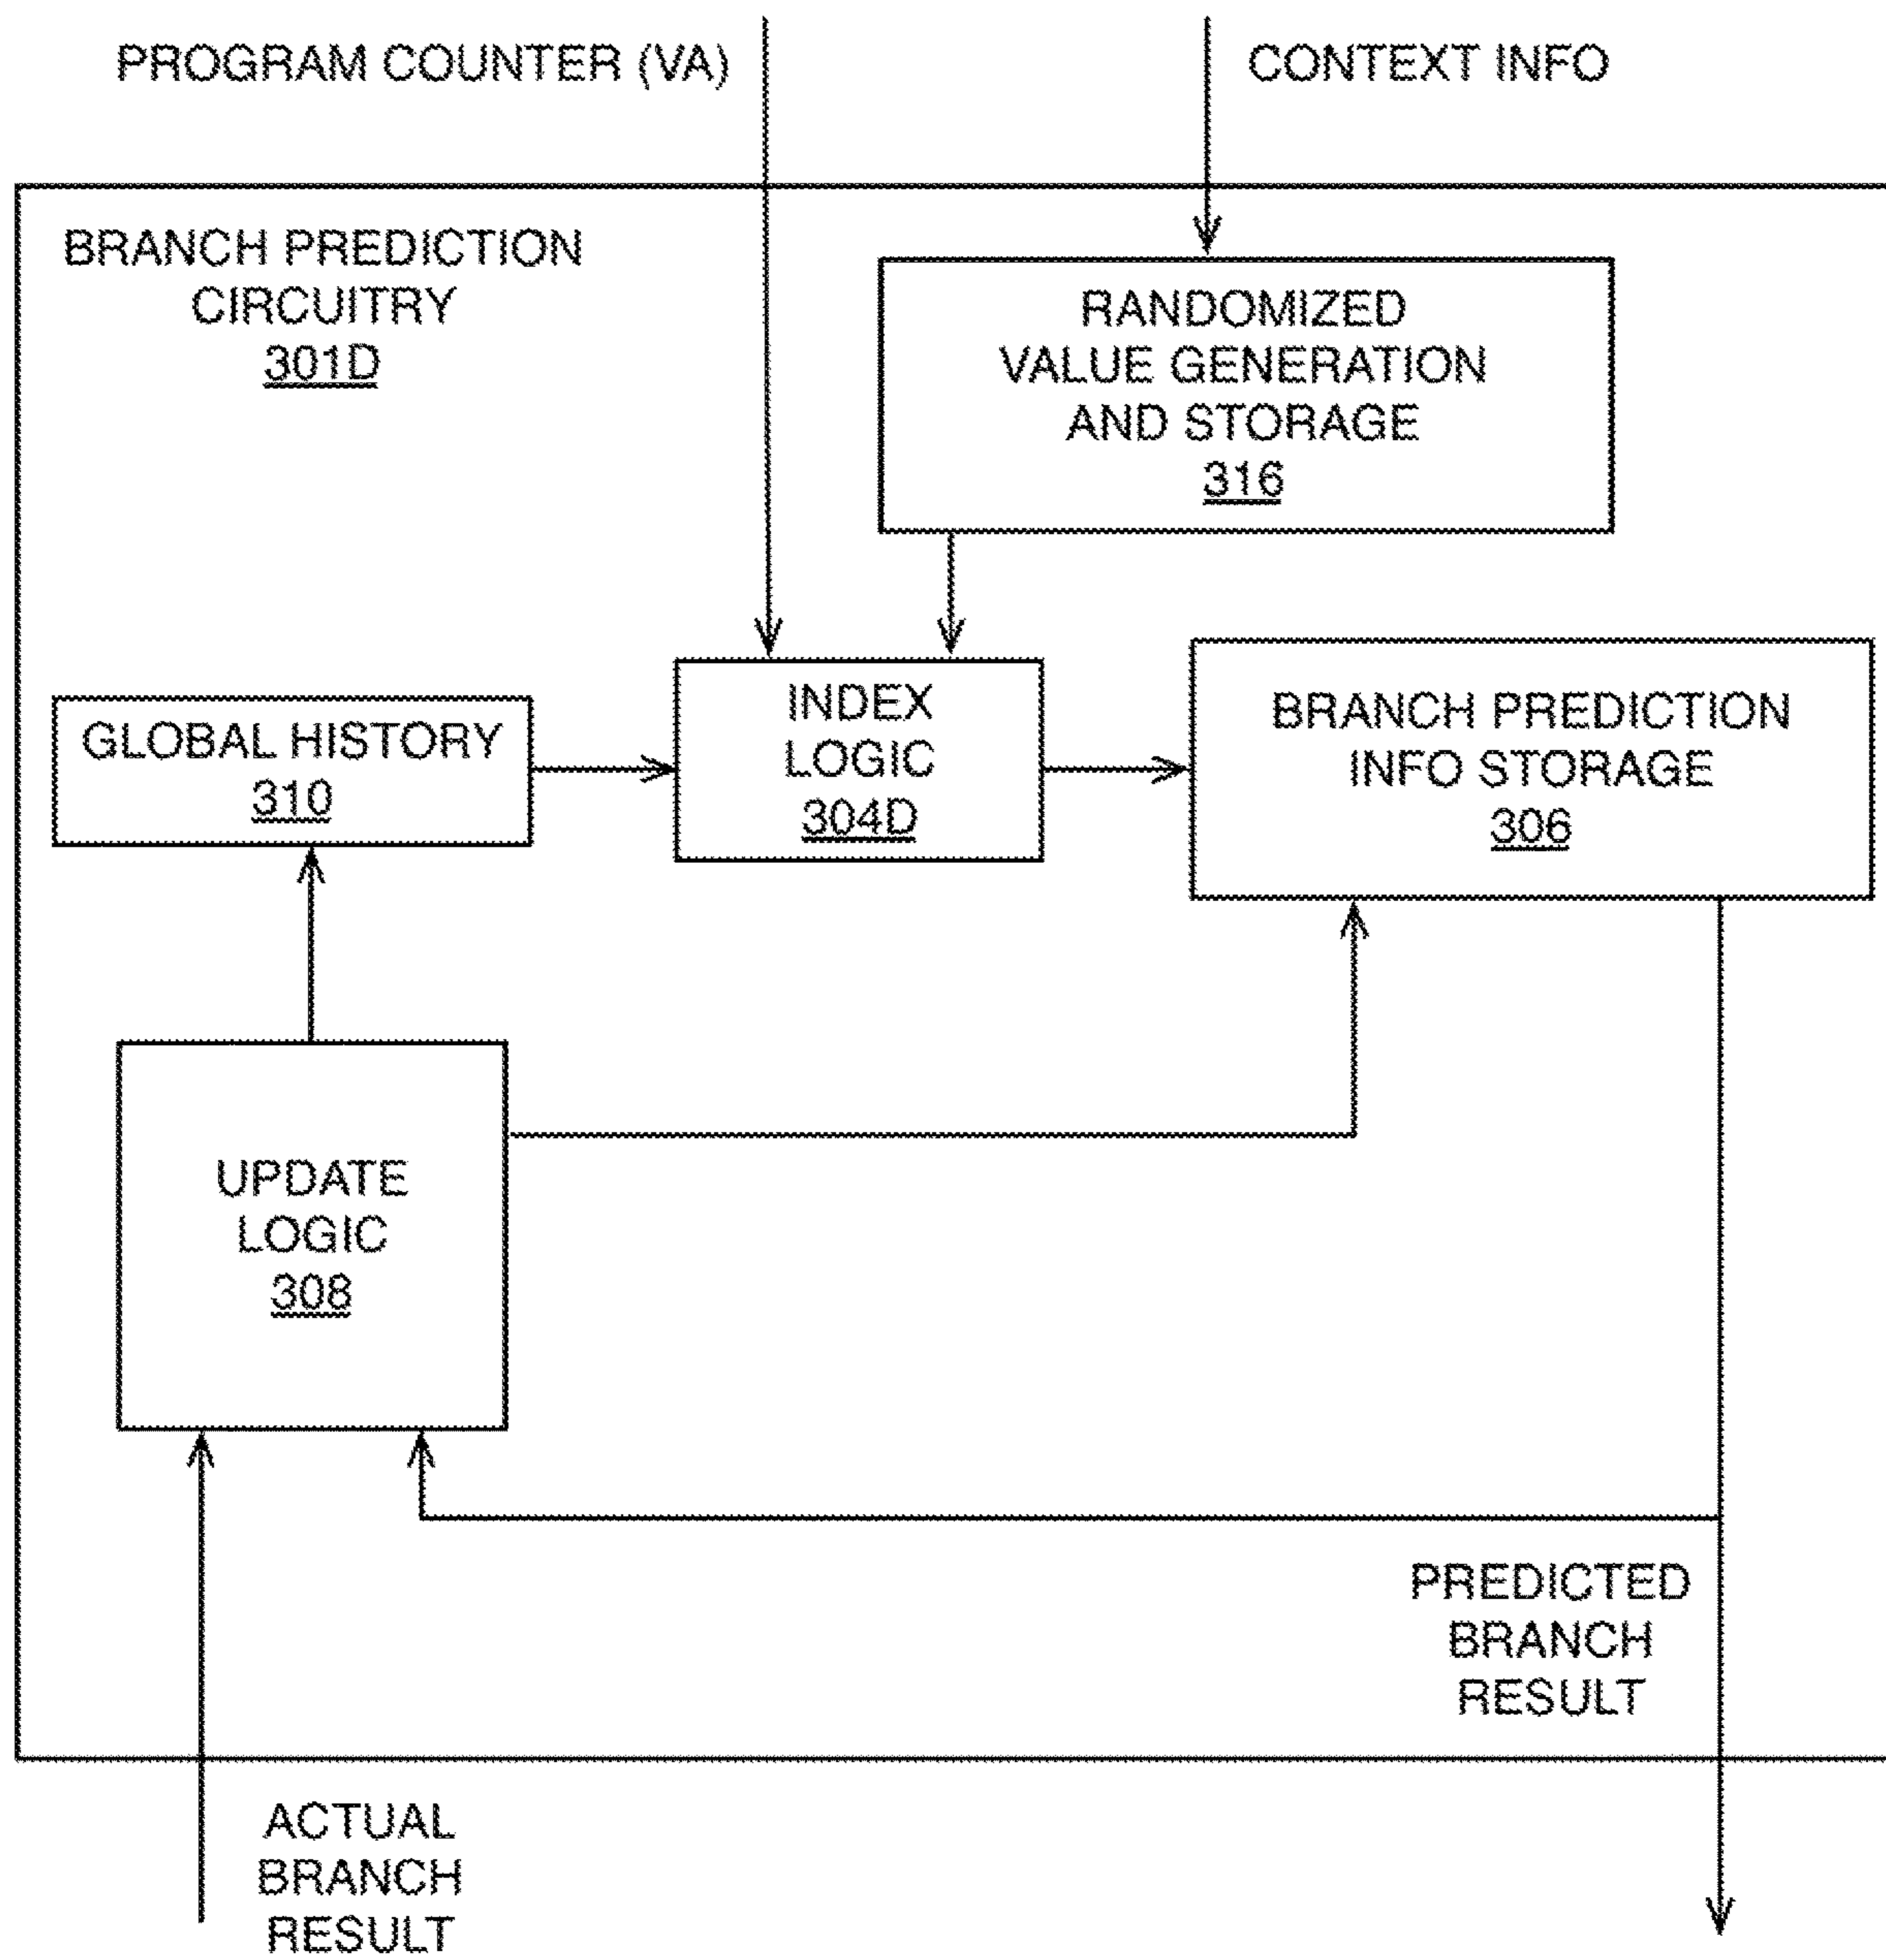 PROGRAM COUNTER (VA)
CONTEXT INFO
BRANCH PREDICTION
CIRCUITRY
301D
RANDOMIZED
VALUE GENERATION
AND STORAGE
316
GLOBAL HISTORY
310
INDEX
LOGIC
304D
BRANCH PREDICTION
INFO STORAGE
306
UPDATE
LOGIC
308
PREDICTED
BRANCH
RESULT
ACTUAL
BRANCH
RESULT